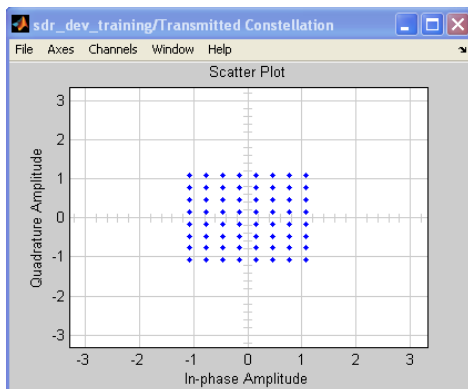 sdr_dev_training/Transmitted Constellation
File Axes Channels Window Help
Scatter Plot
Quadrature Amplitude
3
2
1
0
-1
-2
-3
-3 -2 -1 0 1 2 3
In-phase Amplitude